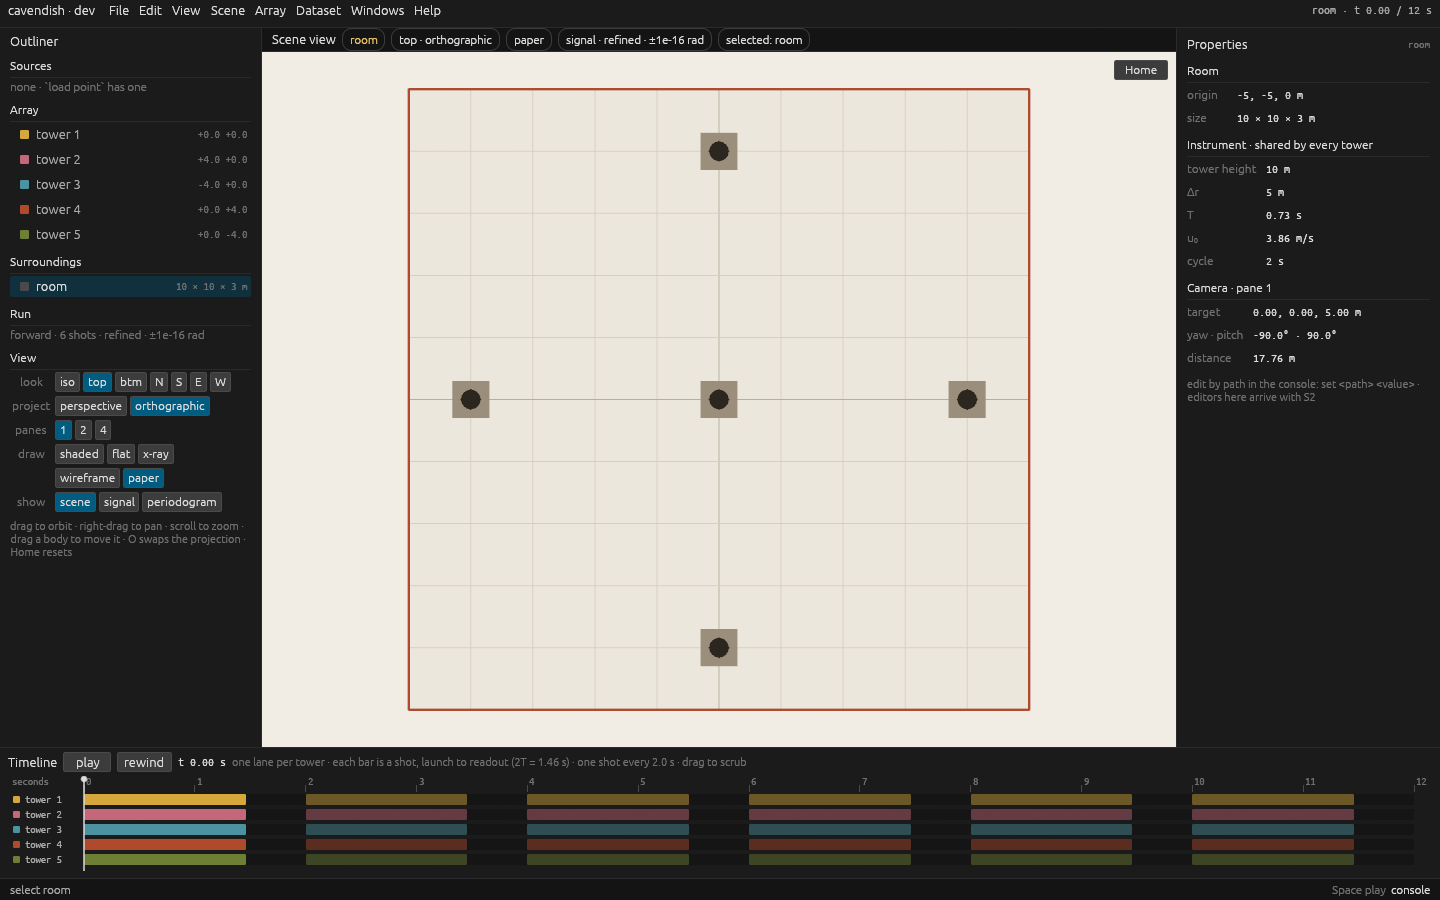 cavendish · dev File Edit View Scene Array Dataset Windows Help room · t 0.00 / 12 s
Outliner
Sources
none · `load point` has one
Array
tower 1 +0.0 +0.0
tower 2 +4.0 +0.0
tower 3 -4.0 +0.0
tower 4 +0.0 +4.0
tower 5 +0.0 -4.0
Surroundings
room 10 × 10 × 3 m
Run
forward · 6 shots · refined · ±1e-16 rad
View
look iso top btm N S E W
project perspective orthographic
panes 1 2 4
draw shaded flat x-ray
wireframe paper
show scene signal periodogram
drag to orbit · right-drag to pan · scroll to zoom ·
drag a body to move it · O swaps the projection ·
Home resets
Scene view room top · orthographic paper signal · refined · ±1e-16 rad selected: room
Home
Properties room
Room
origin -5, -5, 0 m
size 10 × 10 × 3 m
Instrument · shared by every tower
tower height 10 m
Δr 5 m
T 0.73 s
u₀ 3.86 m/s
cycle 2 s
Camera · pane 1
target 0.00, 0.00, 5.00 m
yaw · pitch -90.0° · 90.0°
distance 17.76 m
edit by path in the console: set <path> <value> ·
editors here arrive with S2
Timeline play rewind t 0.00 s one lane per tower · each bar is a shot, launch to readout (2T = 1.46 s) · one shot every 2.0 s · drag to scrub
seconds 0 1 2 3 4 5 6 7 8 9 10 11 12
tower 1
tower 2
tower 3
tower 4
tower 5
select room Space play console